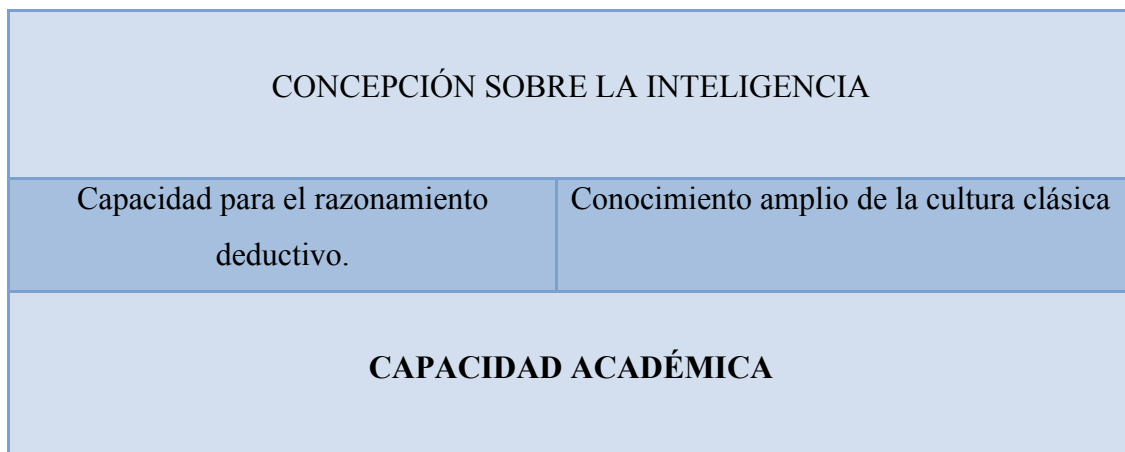 CONCEPCIÓN SOBRE LA INTELIGENCIA
Capacidad para el razonamiento
deductivo.
Conocimiento amplio de la cultura clásica
CAPACIDAD ACADÉMICA